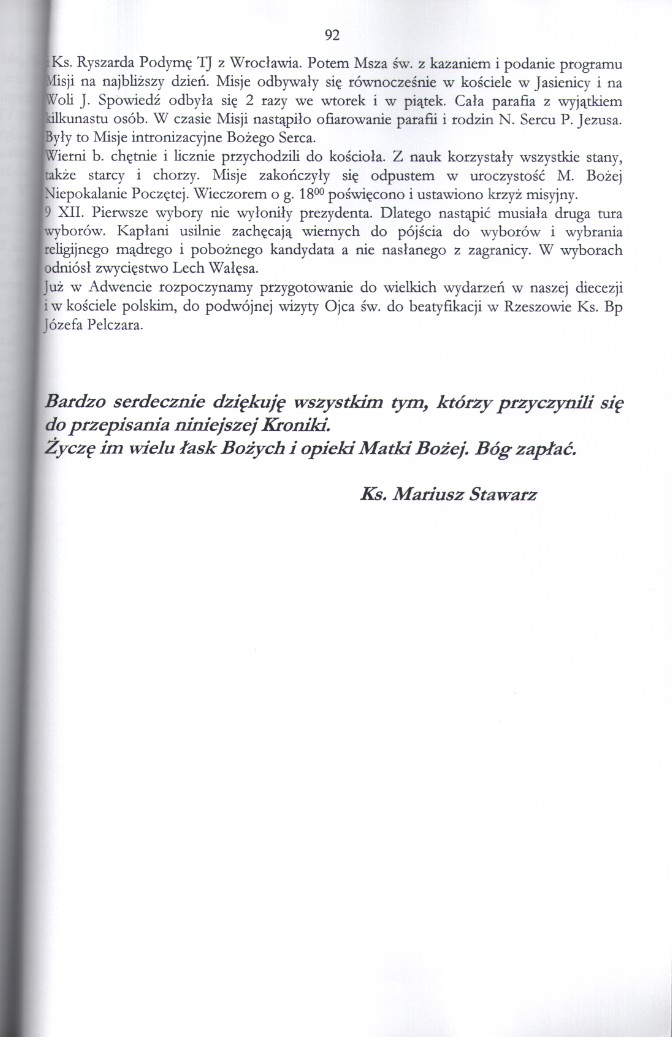 92
Ks. Ryszarda Podymę TJ z Wrocławia. Potem Msza św. z kazaniem i podanie programu
Misji na najbliższy dzień. Misje odbywały się równocześnie w kościele w Jasienicy i na
Woli J. Spowiedź odbyła się 2 razy we wtorek i w piątek. Cała parafia z wyjątkiem
kilkunastu osób. W czasie Misji nastąpiło ofiarowanie parafii i rodzin N. Sercu P. Jezusa.
Były to Misje intronizacyjne Bożego Serca.
Wierni b. chętnie i licznie przychodzili do kościoła. Z nauk korzystały wszystkie stany,
także starcy i chorzy. Misje zakończyły się odpustem w uroczystość M. Bożej
Niepokalanie Poczętej. Wieczorem o g. 18⁰⁰ poświęcono i ustawiono krzyż misyjny.
9 XII. Pierwsze wybory nie wyłoniły prezydenta. Dlatego nastąpić musiała druga tura
wyborów. Kapłani usilnie zachęcają wiernych do pójścia do wyborów i wybrania
religijnego mądrego i pobożnego kandydata a nie nasłanego z zagranicy. W wyborach
odniósł zwycięstwo Lech Wałęsa.
Już w Adwencie rozpoczynamy przygotowanie do wielkich wydarzeń w naszej diecezji
i w kościele polskim, do podwójnej wizyty Ojca św. do beatyfikacji w Rzeszowie Ks. Bp
Józefa Pelczara.
Bardzo serdecznie dziękuję wszystkim tym, którzy przyczynili się
do przepisania niniejszej Kroniki.
Życzę im wielu łask Bożych i opieki Matki Bożej. Bóg zapłać.
Ks. Mariusz Stawarz